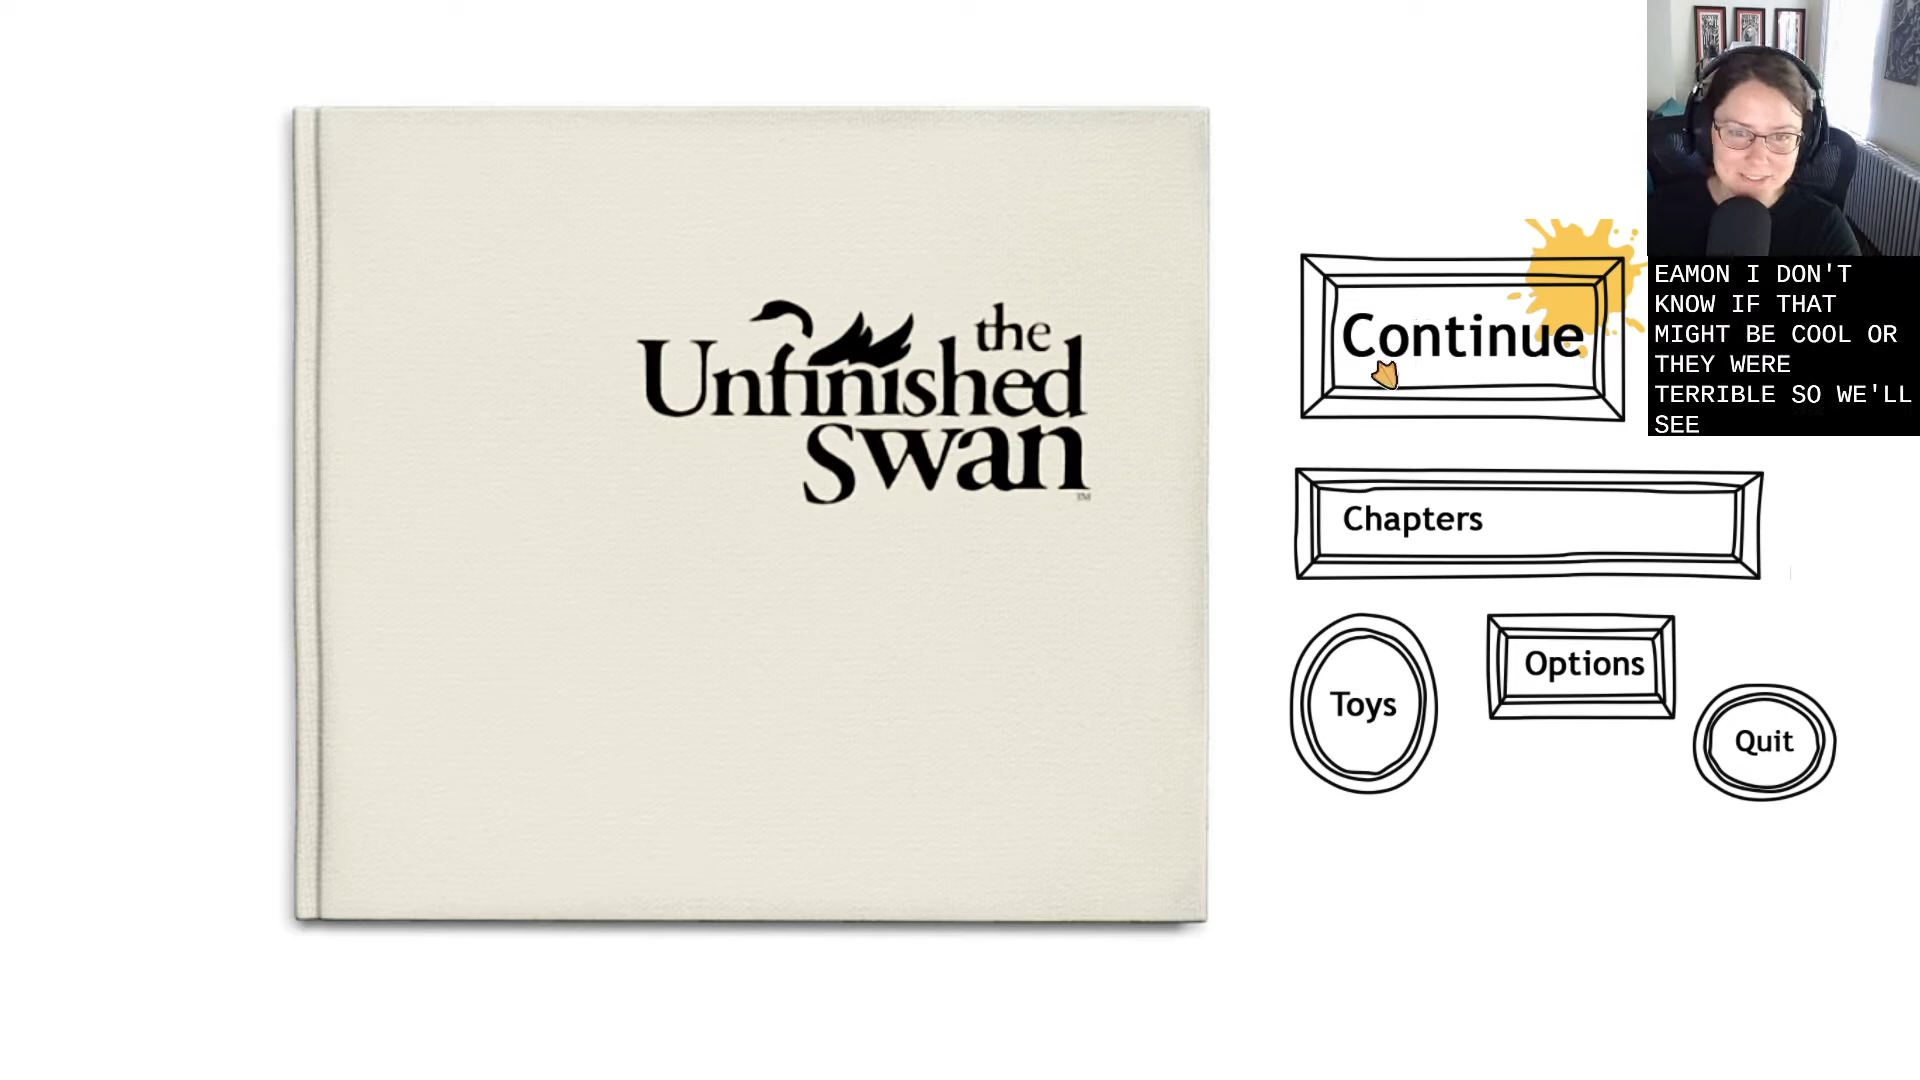 the
Unfinished
swan
TM
Continue
Chapters
Toys
Options
Quit
EAMON I DON'T
KNOW IF THAT
MIGHT BE COOL OR
THEY WERE
TERRIBLE SO WE'LL
SEE